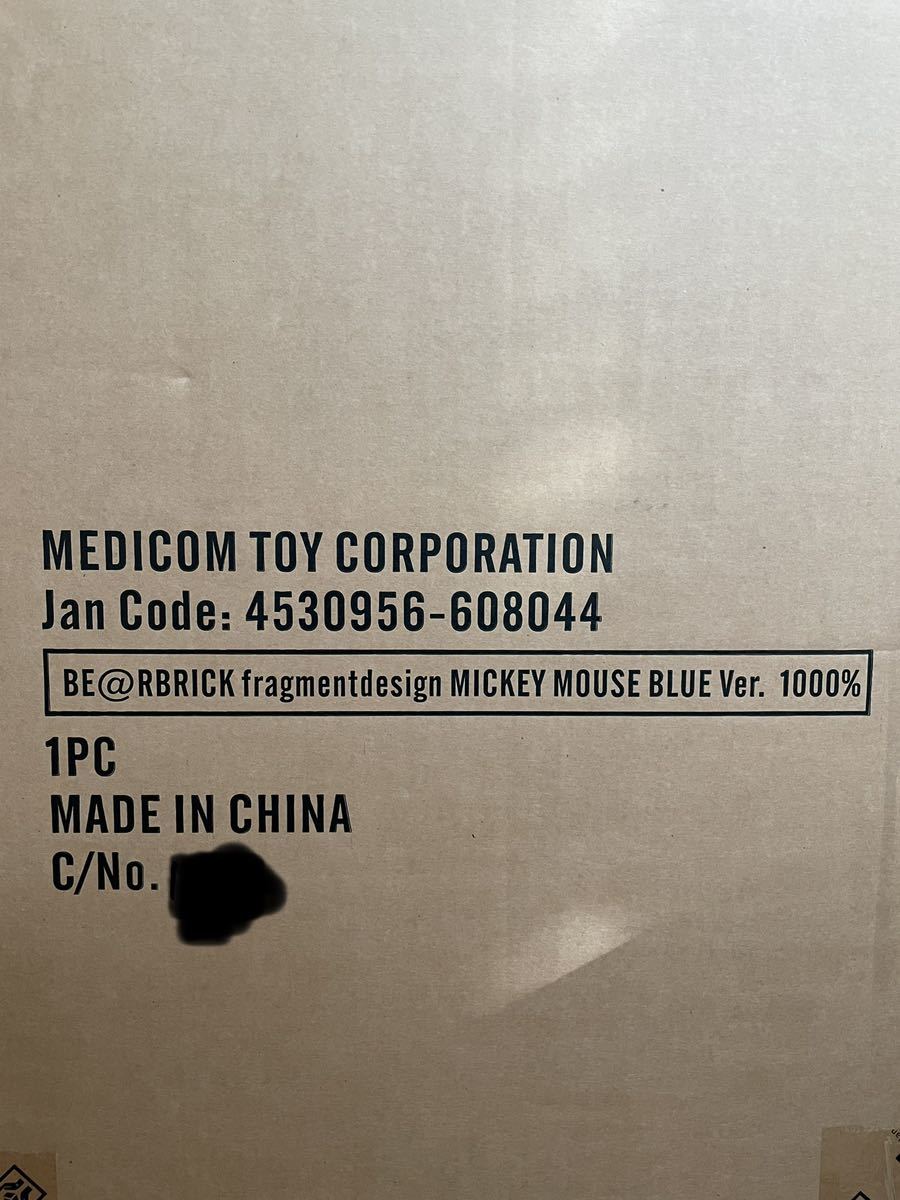 MEDICOM TOY CORPORATION
Jan Code: 4530956-608044
BE@RBRICK fragmentdesign MICKEY MOUSE BLUE Ver. 1000%
1PC
MADE IN CHINA
C/No.